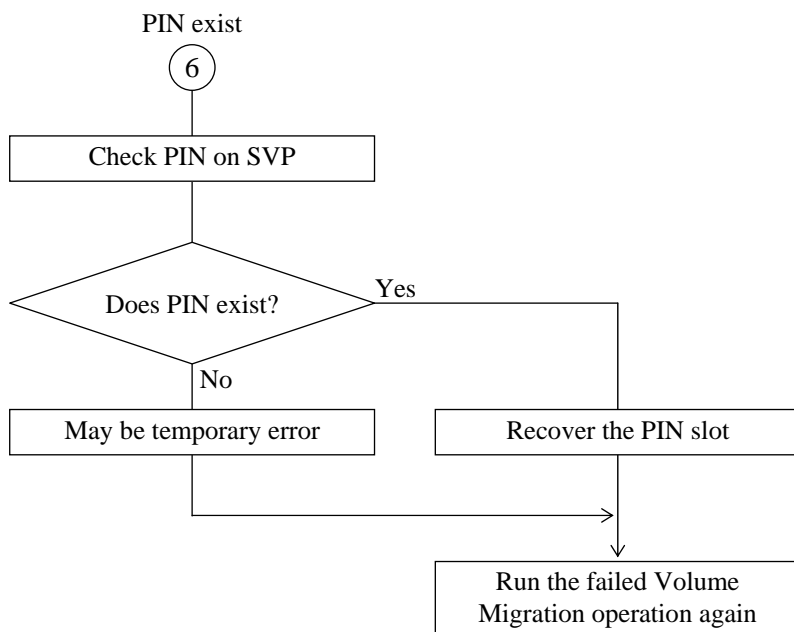 PIN exist
6
Check PIN on SVP
Does PIN exist?
Yes
No
May be temporary error
Recover the PIN slot
Run the failed Volume
Migration operation again